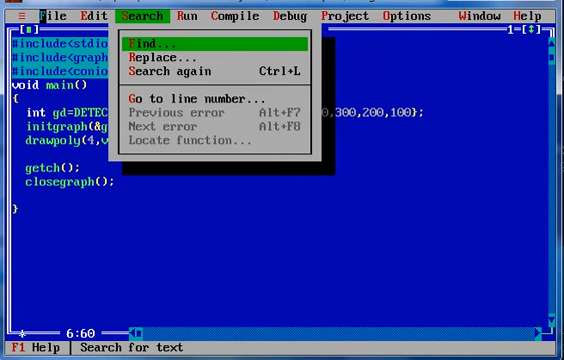 ≡ File Edit Search Run Compile Debug Project Options Window Help
1=[↕]
#include<stdio
#include<graph
#include<conio
void main()
{
int gd=DETEC 0,300,200,100};
initgraph(&g
drawpoly(4,v
getch();
closegraph();
}
Find...
Replace...
Search again Ctrl+L
Go to line number...
Previous error Alt+F7
Next error Alt+F8
Locate function...
6:60
F1 Help | Search for text